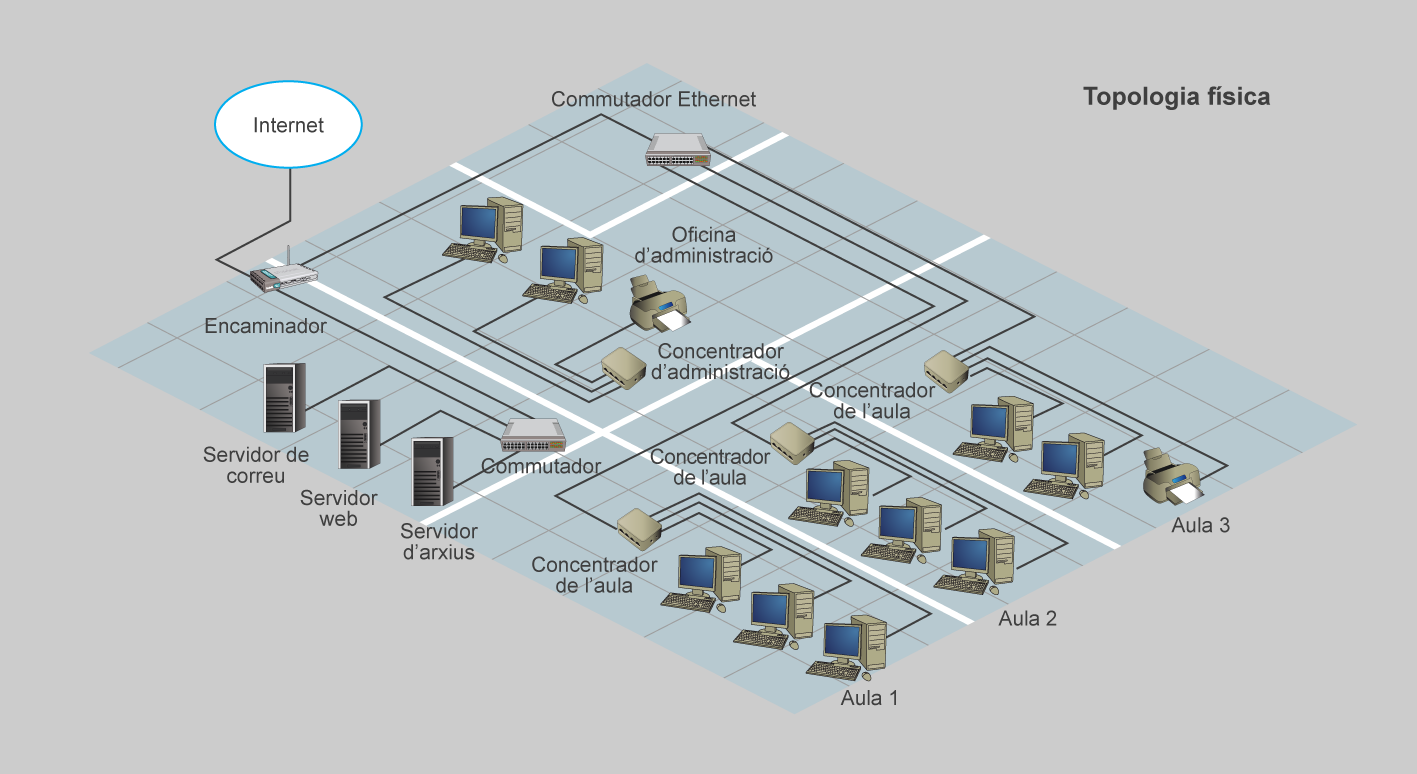 Topologia física
Commutador Ethernet
Internet
Oficina
d’administració
Encaminador
Concentrador
d’administració
Concentrador
de l’aula
Servidor de
correu
Servidor
web
Servidor
d’arxius
Commutador
Concentrador
de l’aula
Concentrador
de l’aula
Aula 3
Aula 2
Aula 1